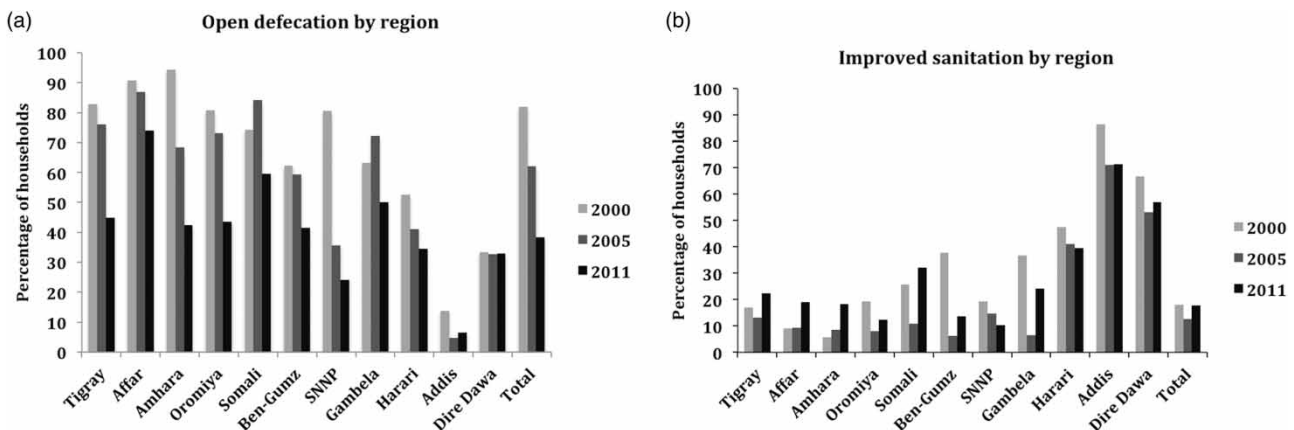 (a)
Open defecation by region
Percentage of households
100
90
80
70
60
50
40
30
20
10
0
Tigray
Affar
Amhara
Oromiya
Somali
Ben-Gumz
SNNP
Gambela
Harari
Addis
Dire Dawa
Total
2000
2005
2011
(b)
Improved sanitation by region
Percentage of households
100
90
80
70
60
50
40
30
20
10
0
Tigray
Affar
Amhara
Oromiya
Somali
Ben-Gumz
SNNP
Gambela
Harari
Addis
Dire Dawa
Total
2000
2005
2011